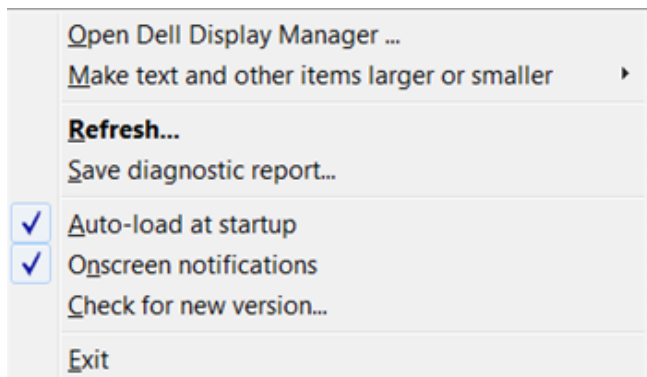 Open Dell Display Manager ...
Make text and other items larger or smaller
Refresh...
Save diagnostic report...
Auto-load at startup
Onscreen notifications
Check for new version...
Exit